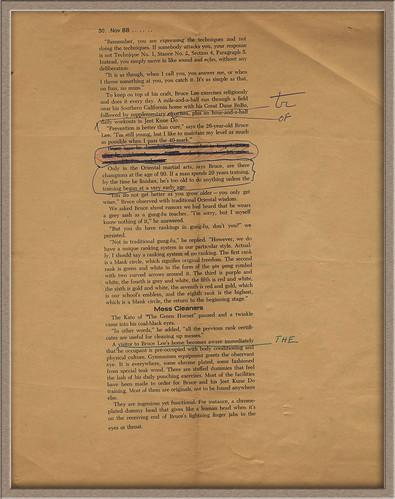 30 Nov BB . . . . . .
"Remember, you are expressing the techniques and not
doing the techniques. If somebody attacks you, your response
is not Technique No. 1, Stance No. 2, Section 4, Paragraph 5.
Instead, you simply move like sound and echo, without any
deliberation.
"It is as though, when I call you, you answer me, or when
I throw something at you, you catch it. It's as simple as that,
no fuss, no muss."
To keep on top of his craft, Bruce Lee exercises religiously
and does it every day. A mile-and-a-half run through a field
near his Southern California home with his Great Dane BoBo,
followed by supplementary exercises, plus an hour-and-a-half
daily workouts in Jeet Kune Do.
"Prevention is better than cure," says the 26-year-old Bruce
Lee. "I'm still young, but I like to maintain my level as much
as possible when I pass the 40-mark."
Only in the Oriental martial arts, says Bruce, are there
champions at the age of 90. If a man spends 20 years training,
by the time he finishes, he's too old to do anything unless the
training began at a very early age.
"You do not get better as you grow older—you only get
wiser," Bruce observed with traditional Oriental wisdom.
We asked Bruce about rumors we had heard that he wears
a grey sash as a gung-fu teacher. "I'm sorry, but I myself
know nothing of it," he answered.
"But you do have rankings in gung-fu, don't you?" we
persisted.
"Not in traditional gung-fu," he replied. "However, we do
have a unique ranking system in our particular style. Actual-
ly, I should say a ranking system of no ranking. The first rank
is a blank circle, which signifies original freedom. The second
rank is green and white in the form of the yin yang symbol
with two curved arrows around it. The third is purple and
white, the fourth is grey and white, the fifth is red and white,
the sixth is gold and white, the seventh is red and gold, which
is our school's emblem, and the eighth rank is the highest,
which is a blank circle, the return to the beginning stage."
Mess Cleaners
The Kato of "The Green Hornet" paused and a twinkle
came into his coal-black eyes.
"In other words," he added, "all the previous rank certifi-
cates are useful for cleaning up messes."
A visitor to Bruce Lee's home becomes aware immediately
THE
that he occupant is pre-occupied with body conditioning and
physical culture. Gymnasium equipment greets the observant
eye. It is everywhere, some chrome plated, some fashioned
from special teak wood. There are stuffed dummies that feel
the lash of his daily punching exercises. Most of the facilities
have been made to order for Bruce and his Jeet Kune Do
training. Most of them are originals, not to be found anywhere
else.
They are ingenious yet functional. For instance, a chrome-
plated dummy head that gives like a human head when it's
on the receiving end of Bruce's lightning finger jabs to the
eyes or throat.